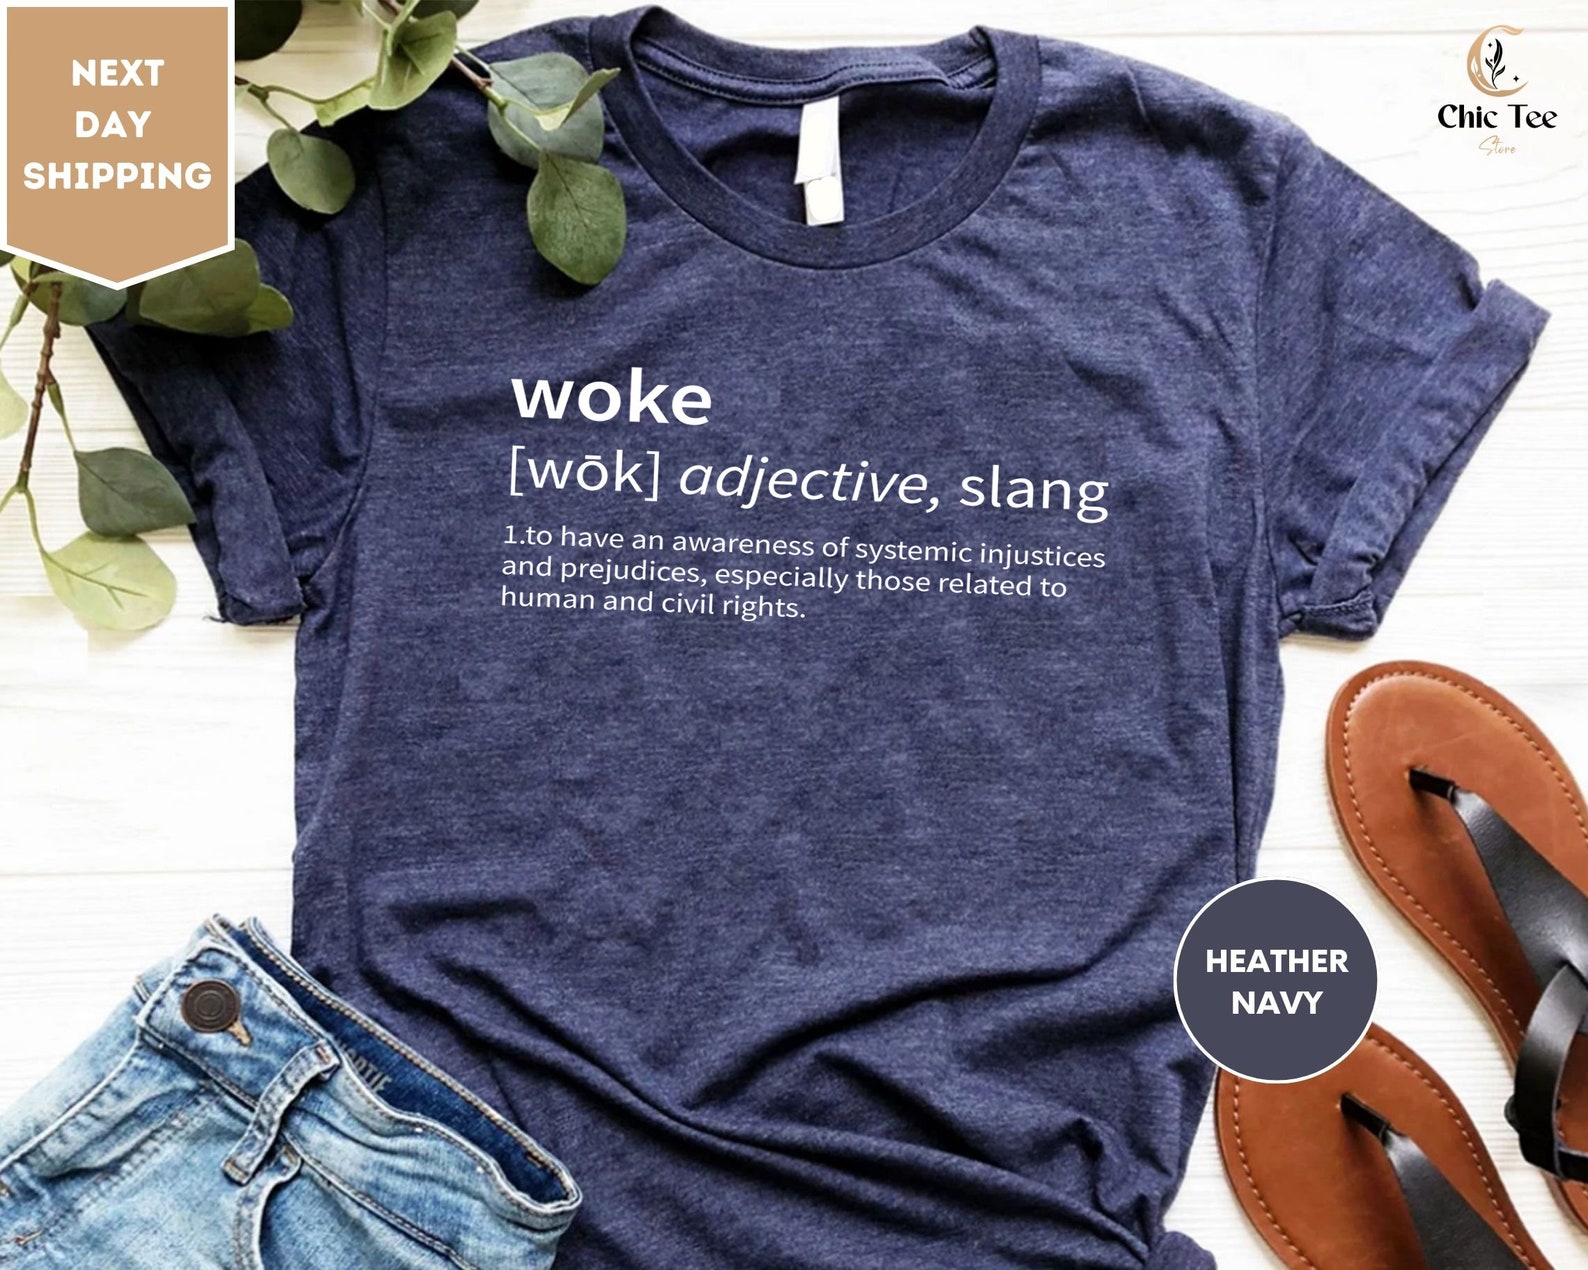 NEXT
DAY
SHIPPING
Chic Tee
Store
woke
[wōk] adjective, slang
1.to have an awareness of systemic injustices
and prejudices, especially those related to
human and civil rights.
HEATHER
NAVY